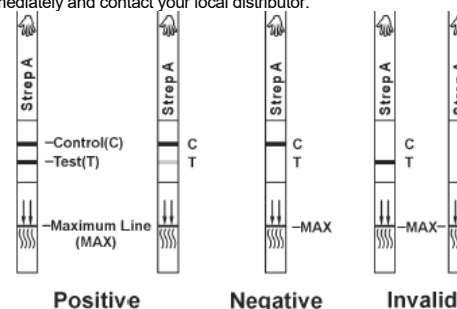 mediately and contact your local distributor.
Strep A
Strep A
Strep A
Strep A
Strep
Control(C)
Test(T)
C
T
C
T
C
T
Maximum Line
(MAX)
MAX
MAX
Positive
Negative
Invalid